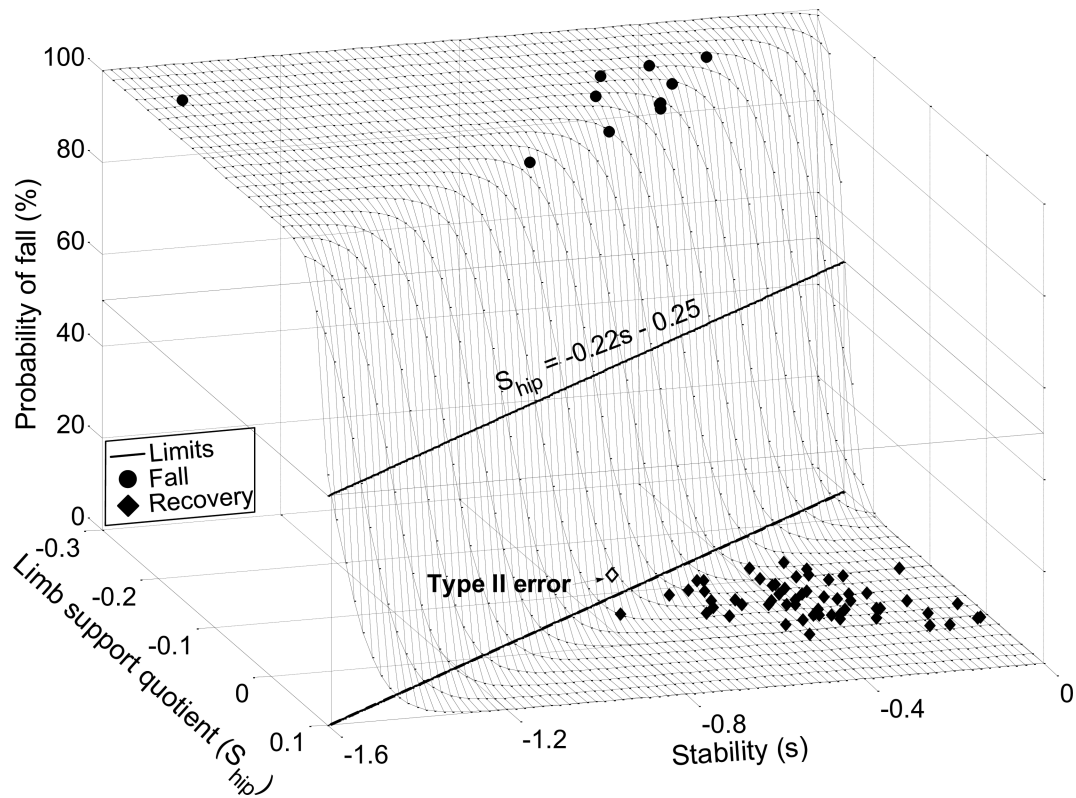 100
80
60
40
20
0
Probability of fall (%)
Limits
Fall
Recovery
S_hip = -0.22s - 0.25
Type II error
-0.3
-0.2
-0.1
0
0.1
Limb support quotient (S_hip)
-1.6
-1.2
-0.8
-0.4
0
Stability (s)